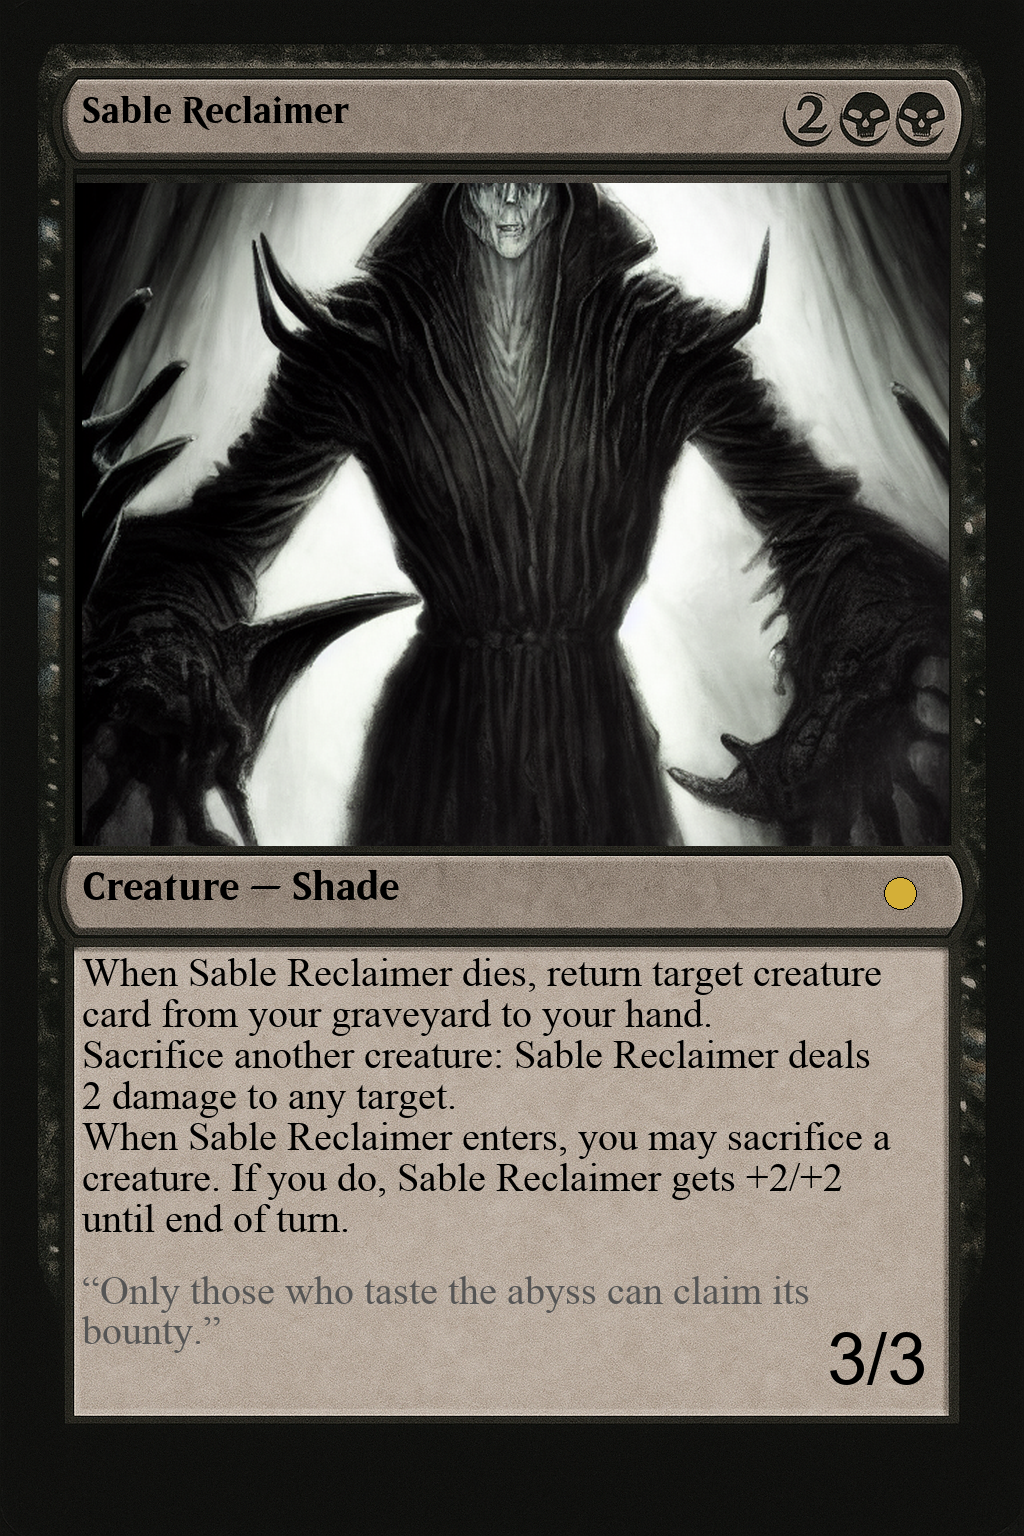 Sable Reclaimer
2
Creature — Shade
When Sable Reclaimer dies, return target creature
card from your graveyard to your hand.
Sacrifice another creature: Sable Reclaimer deals
2 damage to any target.
When Sable Reclaimer enters, you may sacrifice a
creature. If you do, Sable Reclaimer gets +2/+2
until end of turn.
“Only those who taste the abyss can claim its
bounty.”
3/3